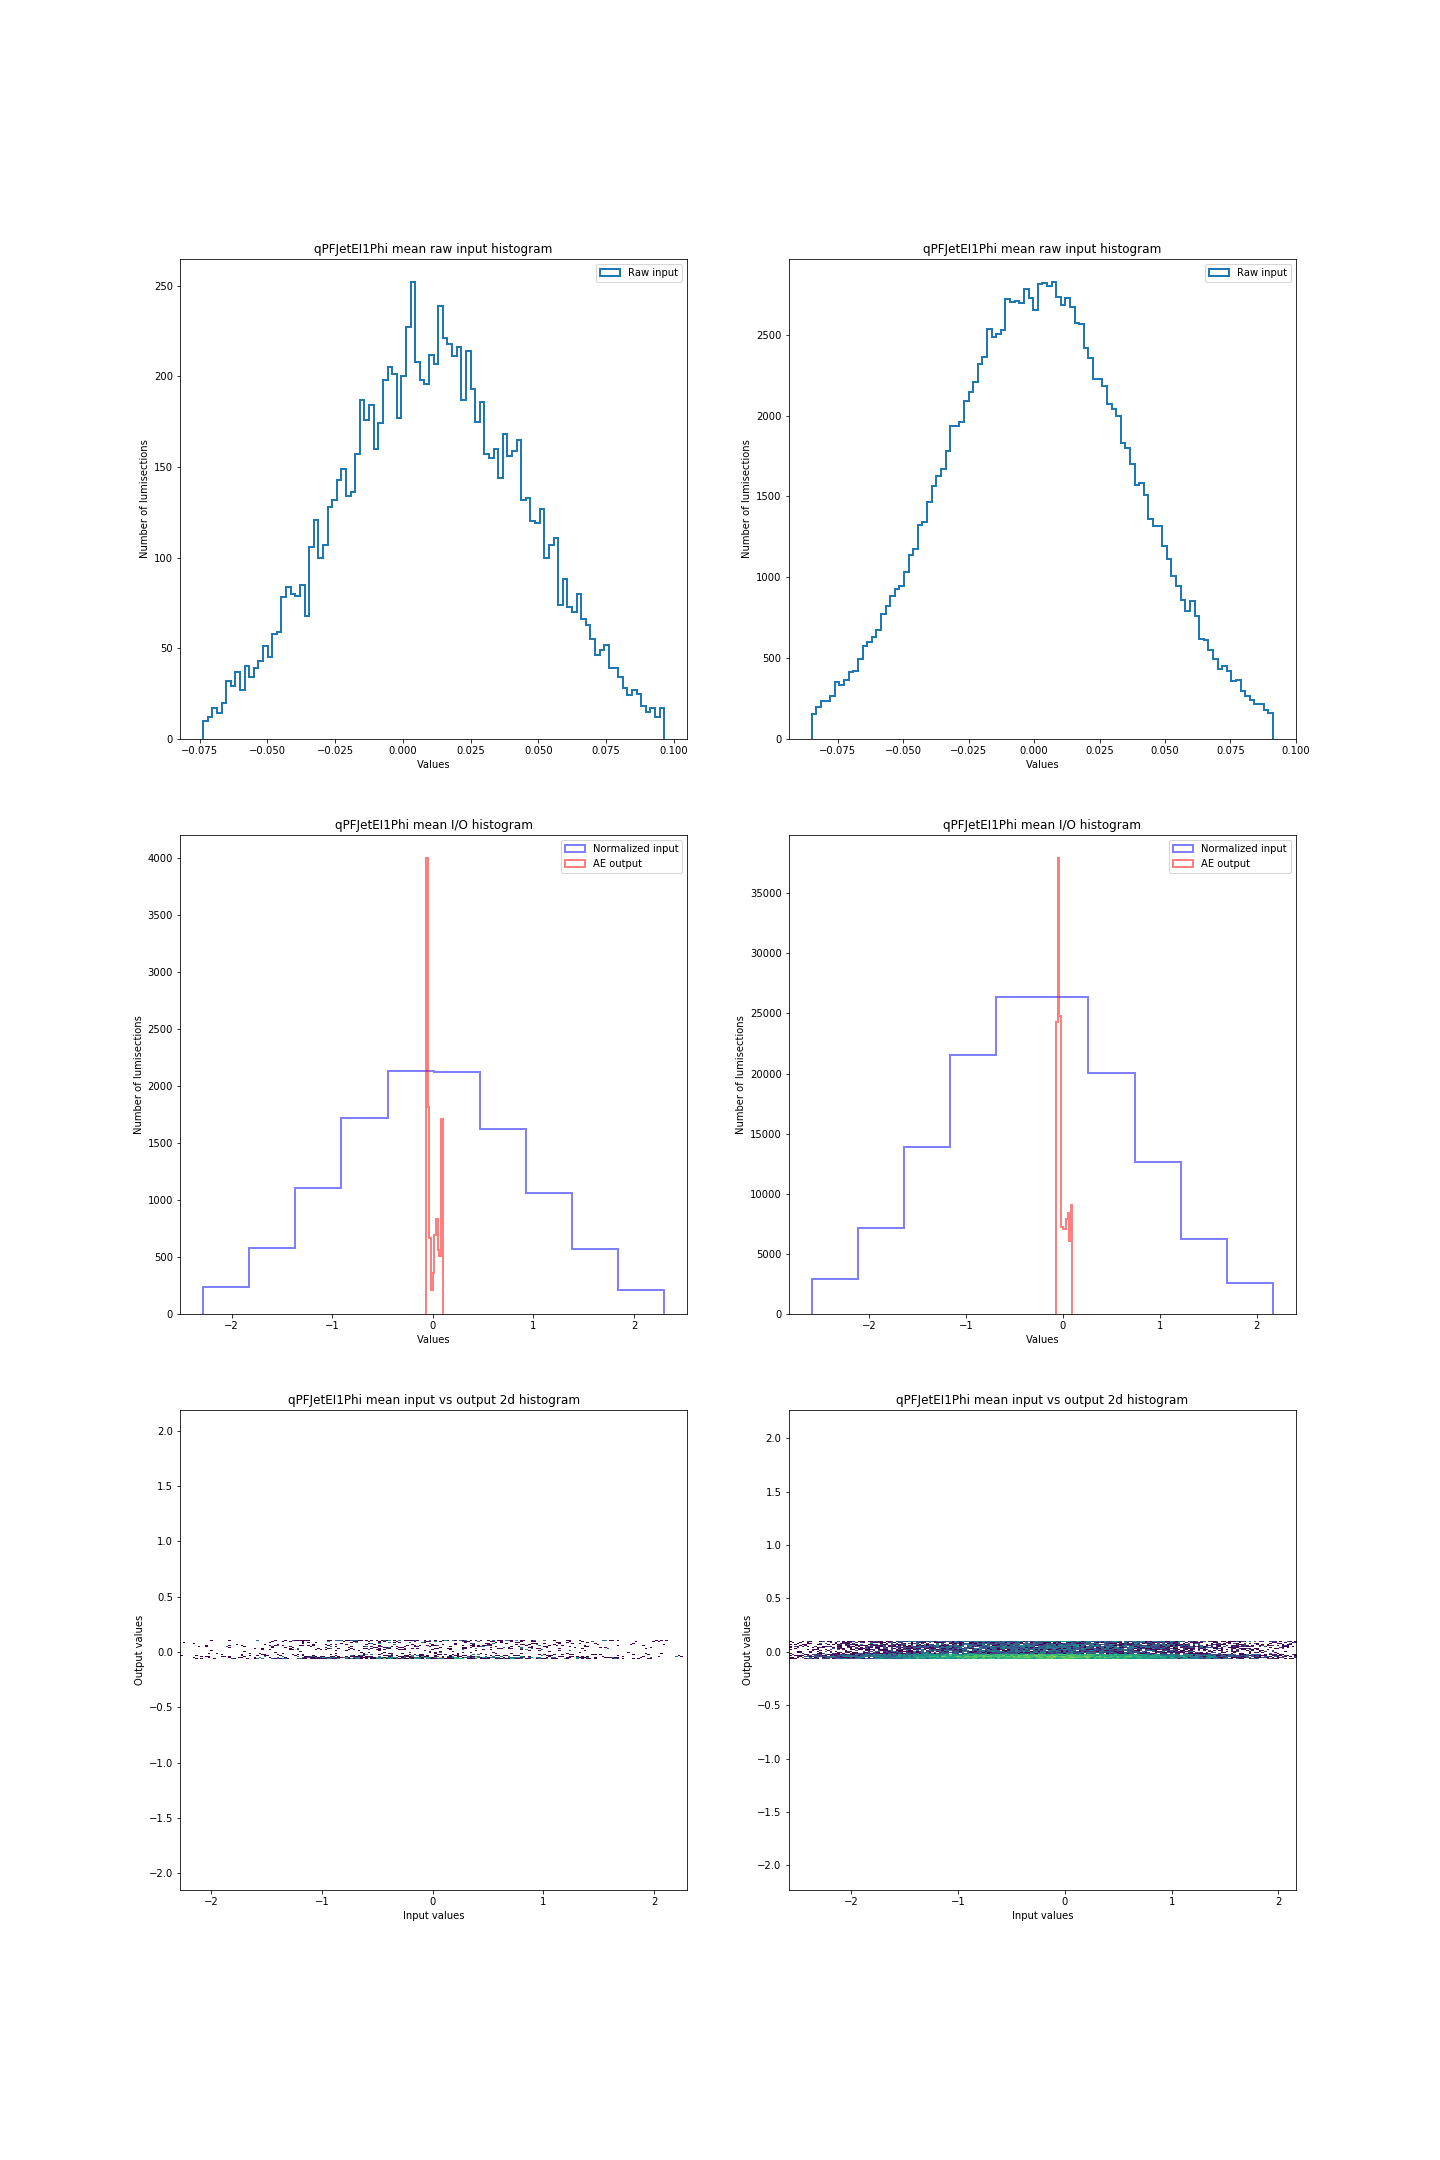 qPFJetEI1Phi mean raw input histogram
Raw input
Number of lumisections
250
200
150
100
50
0
−0.075 −0.050 −0.025 0.000 0.025 0.050 0.075 0.100
Values
qPFJetEI1Phi mean raw input histogram
Raw input
Number of lumisections
2500
2000
1500
1000
500
0
−0.075 −0.050 −0.025 0.000 0.025 0.050 0.075 0.100
Values
qPFJetEI1Phi mean I/O histogram
Normalized input
AE output
Number of lumisections
4000
3500
3000
2500
2000
1500
1000
500
0
−2 −1 0 1 2
Values
qPFJetEI1Phi mean I/O histogram
Normalized input
AE output
Number of lumisections
35000
30000
25000
20000
15000
10000
5000
0
−2 −1 0 1 2
Values
qPFJetEI1Phi mean input vs output 2d histogram
Output values
2.0
1.5
1.0
0.5
0.0
−0.5
−1.0
−1.5
−2.0
−2 −1 0 1 2
Input values
qPFJetEI1Phi mean input vs output 2d histogram
Output values
2.0
1.5
1.0
0.5
0.0
−0.5
−1.0
−1.5
−2.0
−2 −1 0 1 2
Input values